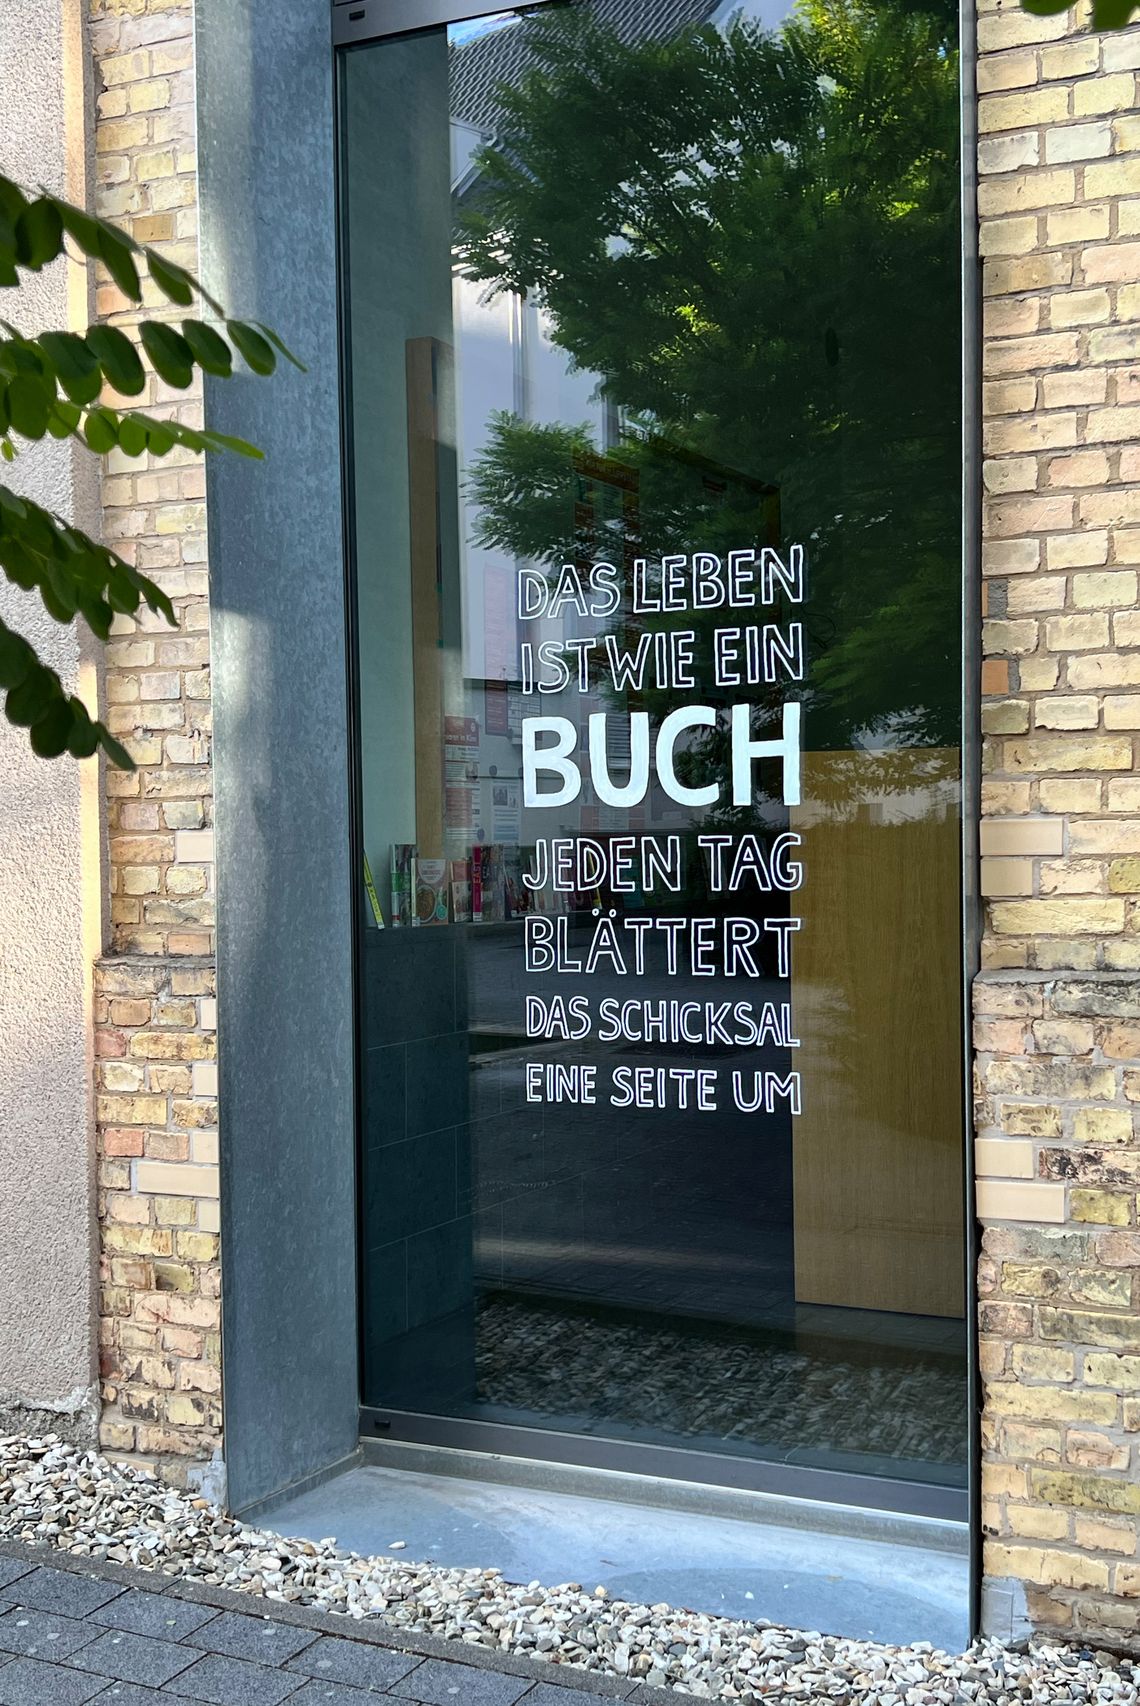 DAS LEBEN
IST WIE EIN
BUCH
JEDEN TAG
BLÄTTERT
DAS SCHICKSAL
EINE SEITE UM